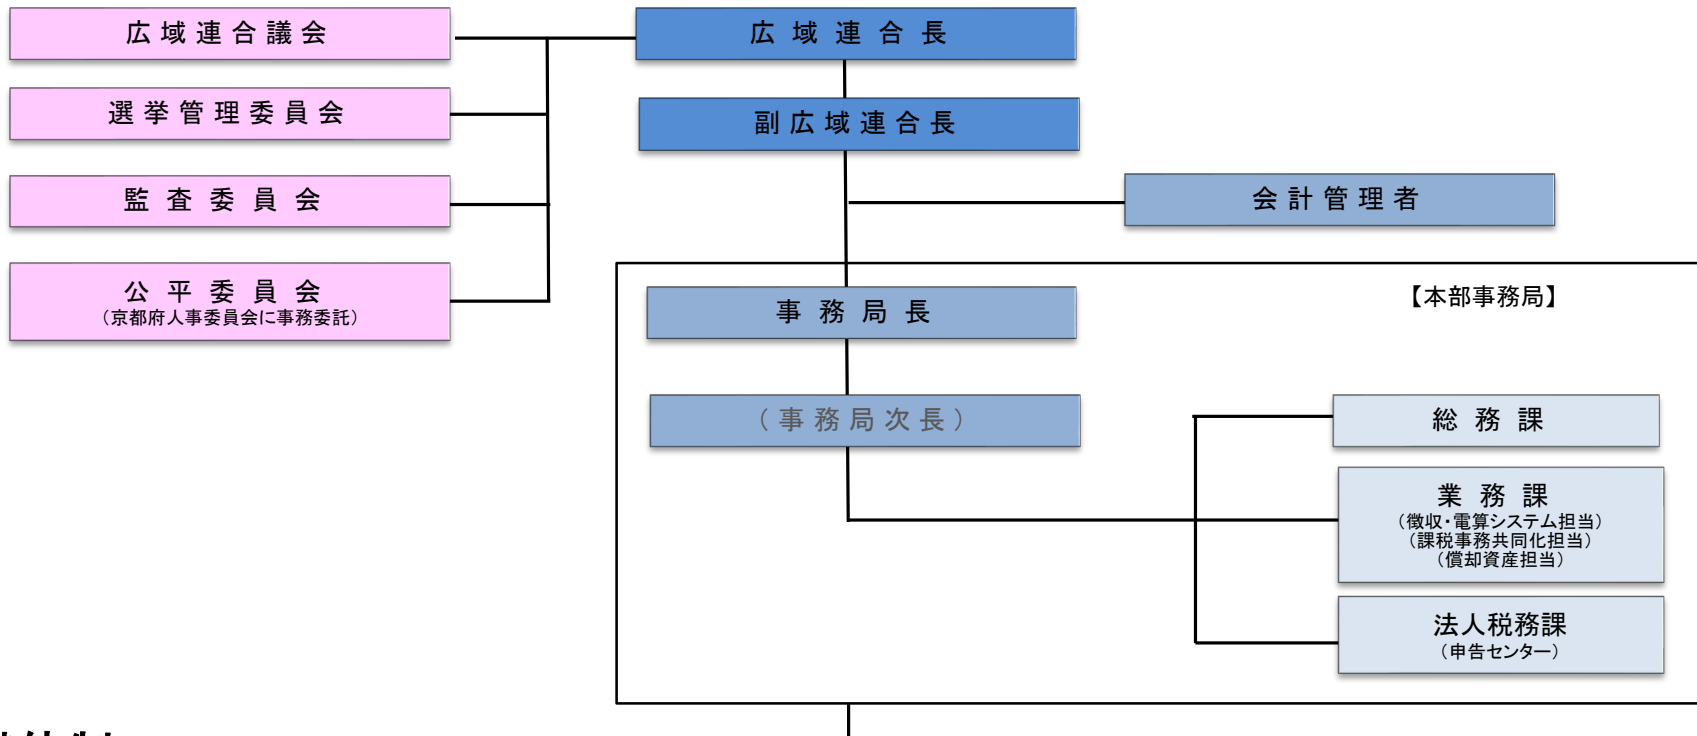 広域連合議会
選挙管理委員会
監査委員会
公平委員会
（京都府人事委員会に事務委託）
広域連合長
副広域連合長
会計管理者
【本部事務局】
事務局長
（事務局次長）
総務課
業務課
（徴収・電算システム担当）
（課税事務共同化担当）
（償却資産担当）
法人税務課
（申告センター）